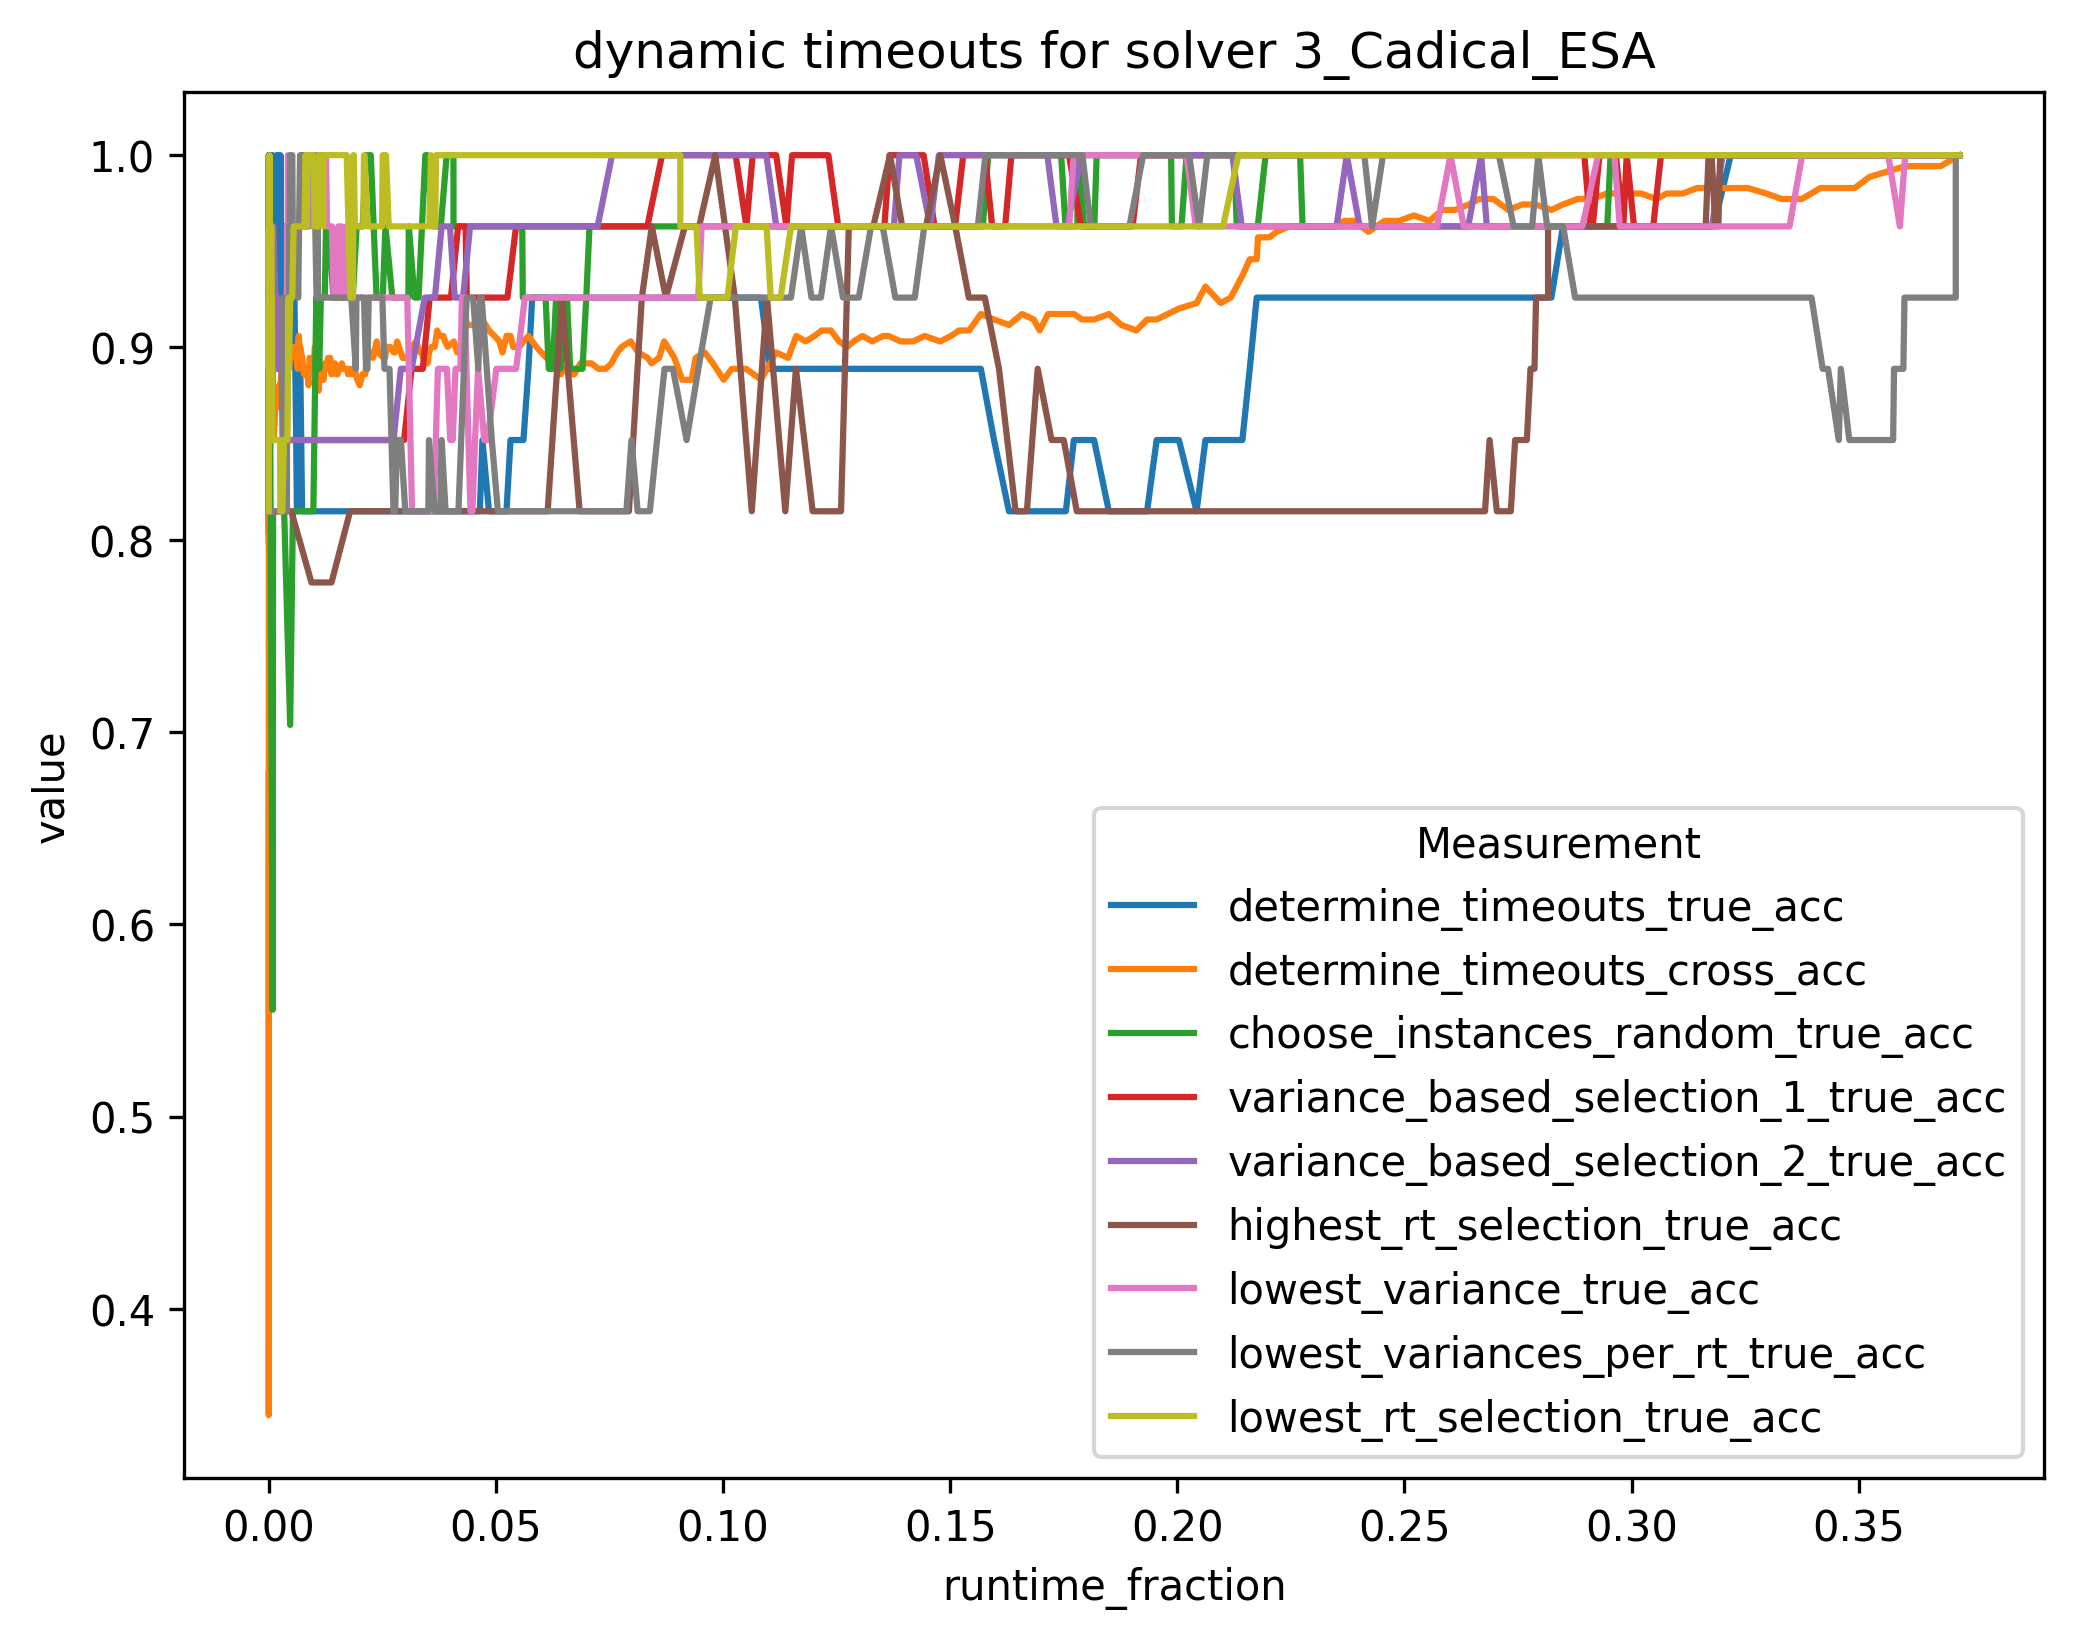 dynamic timeouts for solver 3_Cadical_ESA
1.0
0.9
0.8
0.7
0.6
0.5
0.4
value
Measurement
determine_timeouts_true_acc
determine_timeouts_cross_acc
choose_instances_random_true_acc
variance_based_selection_1_true_acc
variance_based_selection_2_true_acc
highest_rt_selection_true_acc
lowest_variance_true_acc
lowest_variances_per_rt_true_acc
lowest_rt_selection_true_acc
0.00 0.05 0.10 0.15 0.20 0.25 0.30 0.35
runtime_fraction